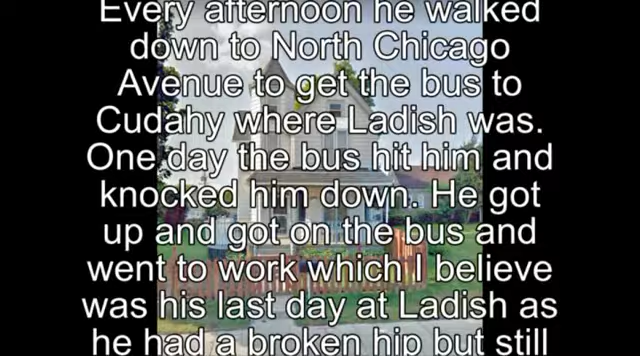 Every afternoon he walked
down to North Chicago
Avenue to get the bus to
Cudahy where Ladish was.
One day the bus hit him and
knocked him down. He got
up and got on the bus and
went to work which I believe
was his last day at Ladish as
he had a broken hip but still